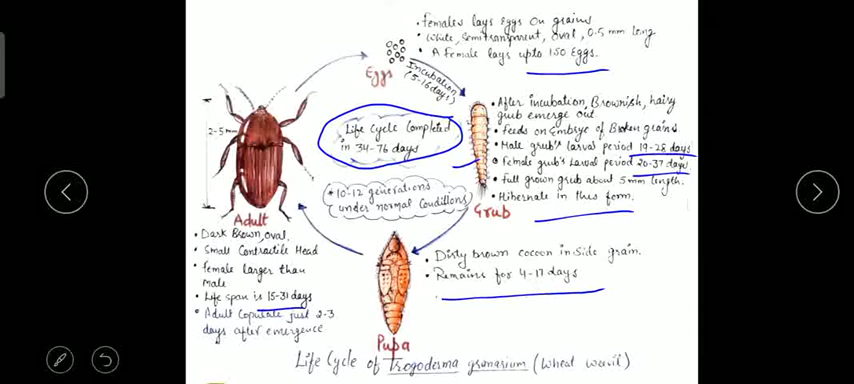 • Females lays Eggs on grains
• White, semitransparent, oval, 0.5 mm long
• A Female lays upto 150 Eggs.
Eggs
Incubation
(5-16 days)
• After incubation, Brownish, hairy
grub emerge out
• Feeds on Embryo of Broken grains
• Male grub's larval period 19-28 days
• Female grub's Larval period 20-37 days.
• Full grown grub about 5mm length.
• Hibernate in this form.
Grub
Life Cycle Completed
in 34-76 days
* 10-12 generations
under normal Conditions
2-5mm
Adult
• Dark Brown, oval.
• Small Contractile Head
• Female larger than
Male
• Life span is 15-31 days
• Adult Copulate just 2-3
days after emergence
• Dirty brown cocoon inside grain.
• Remains for 4-17 days
Pupa
Life Cycle of Trogoderma granarium (Wheat weevil)